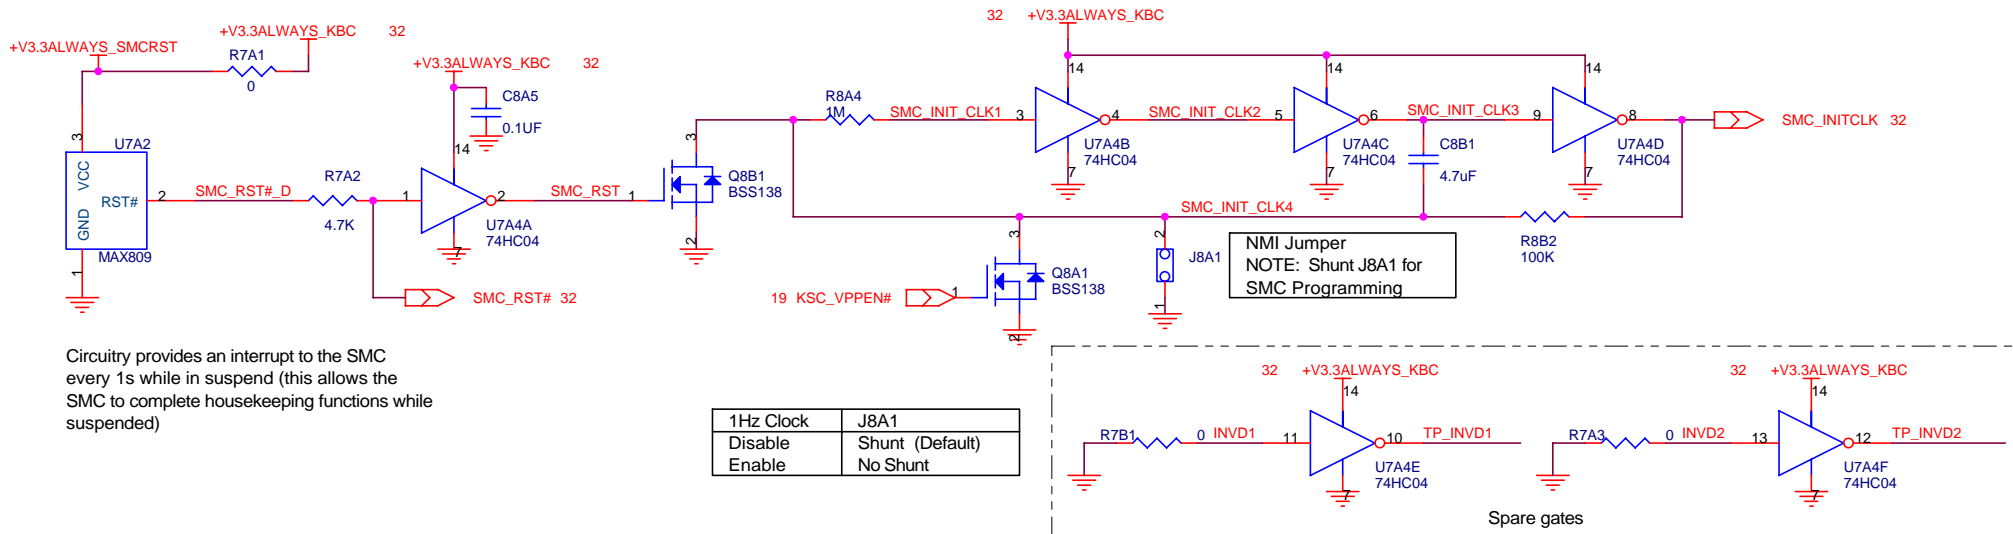 +V3.3ALWAYS_SMCRST
+V3.3ALWAYS_KBC 32
R7A1
0
3
U7A2
VCC
GND
RST#
2
MAX809
1
SMC_RST#_D
R7A2
4.7K
+V3.3ALWAYS_KBC 32
C8A5
0.1UF
14
1
2
U7A4A
74HC04
7
SMC_RST# 32
SMC_RST
1
3
Q8B1
BSS138
2
R8A4
1M
SMC_INIT_CLK1
32 +V3.3ALWAYS_KBC
14
3
4
U7A4B
74HC04
7
SMC_INIT_CLK2
14
5
6
U7A4C
74HC04
7
SMC_INIT_CLK3
C8B1
4.7uF
14
9
8
U7A4D
74HC04
7
SMC_INITCLK 32
SMC_INIT_CLK4
R8B2
100K
19 KSC_VPPEN#
1
3
Q8A1
BSS138
2
2
J8A1
1
NMI Jumper
NOTE: Shunt J8A1 for
SMC Programming
Circuitry provides an interrupt to the SMC
every 1s while in suspend (this allows the
SMC to complete housekeeping functions while
suspended)
1Hz Clock J8A1
Disable Shunt (Default)
Enable No Shunt
32 +V3.3ALWAYS_KBC
14
R7B1 0 INVD1
11
10
TP_INVD1
U7A4E
74HC04
7
32 +V3.3ALWAYS_KBC
14
R7A3 0 INVD2
13
12
TP_INVD2
U7A4F
74HC04
7
Spare gates